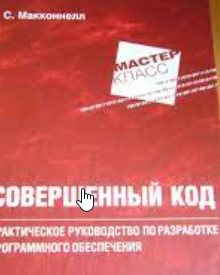 С. Макконнелл
МАСТЕР
КЛАСС
СОВЕРШЕННЫЙ КОД
РАКТИЧЕСКОЕ РУКОВОДСТВО ПО РАЗРАБОТКЕ
РОГРАММНОГО ОБЕСПЕЧЕНИЯ